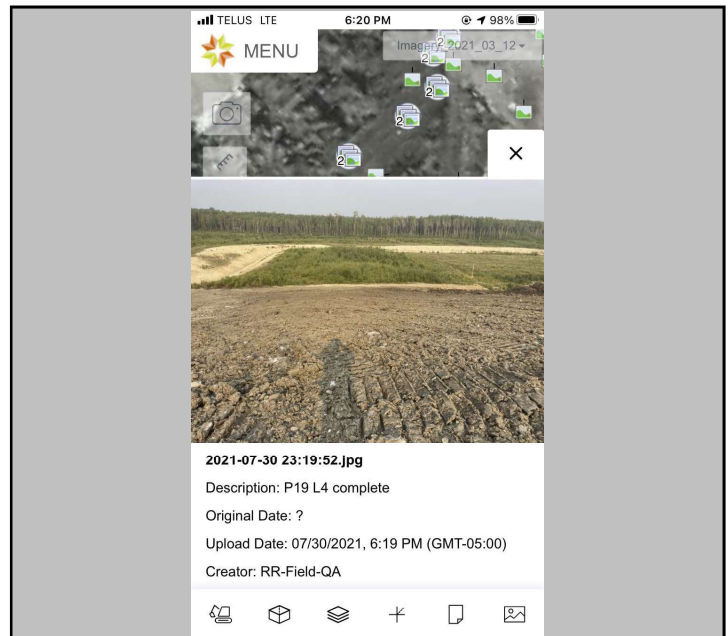 TELUS LTE 6:20 PM 98%
MENU
Imagery_2021_03_12
2
2
2
2
2
2021-07-30 23:19:52.jpg
Description: P19 L4 complete
Original Date: ?
Upload Date: 07/30/2021, 6:19 PM (GMT-05:00)
Creator: RR-Field-QA